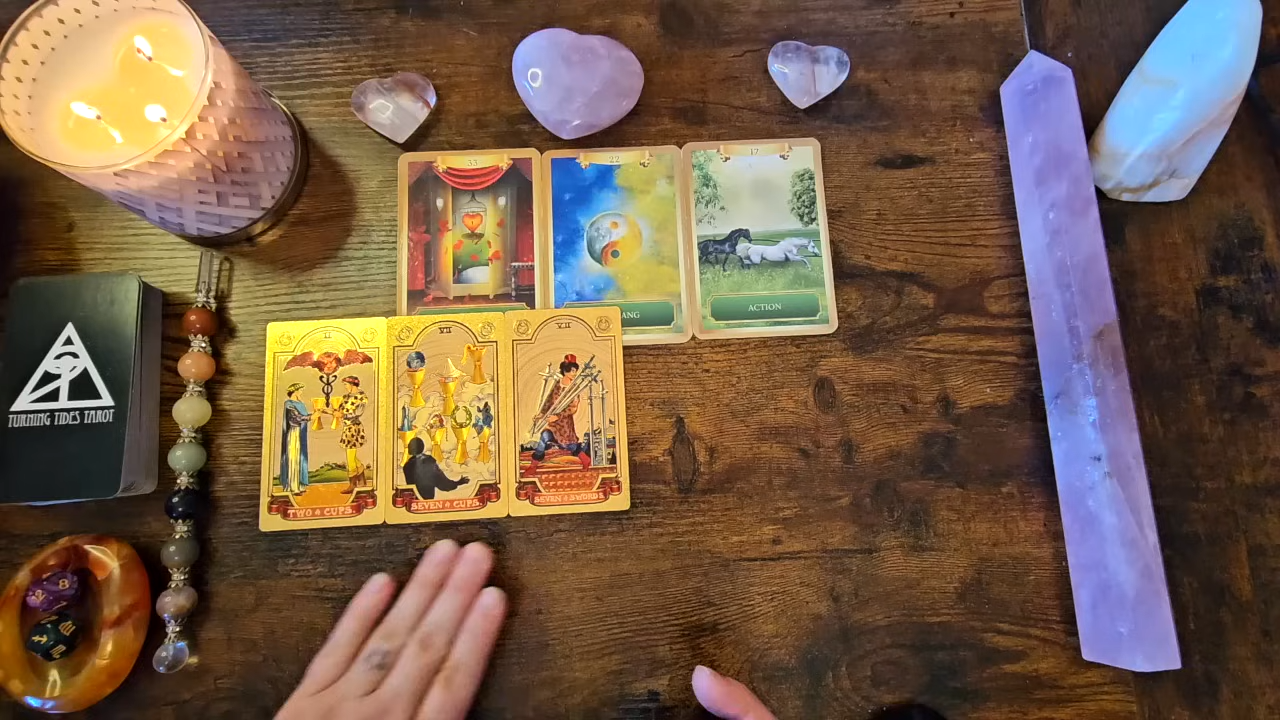 33
22
17
ANG
ACTION
II
VII
VII
TWO of CUPS.
SEVEN of CUPS.
SEVEN of SWORDS.
TURNING TIDES TAROT
8